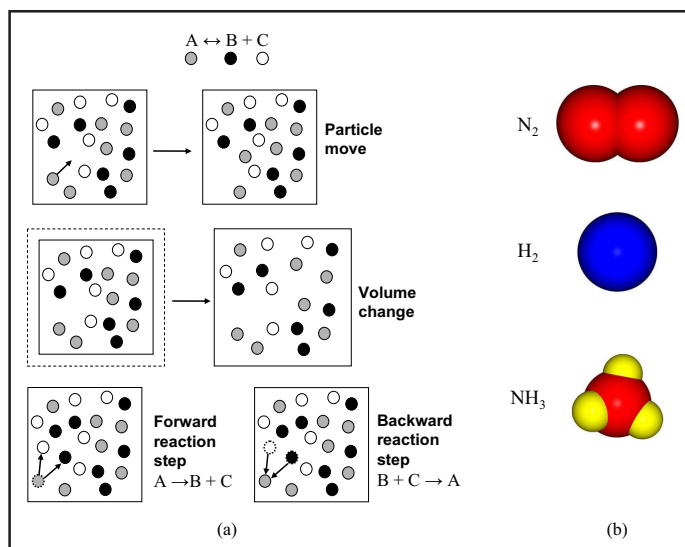 A ↔ B + C
Particle
move
Volume
change
Forward
reaction
step
A → B + C
Backward
reaction
step
B + C → A
(a)
N₂
H₂
NH₃
(b)